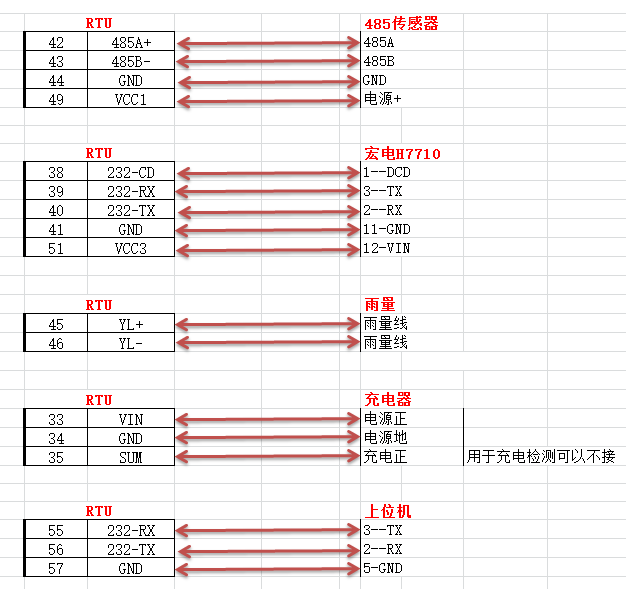 RTU 485传感器
42 485A+ 485A
43 485B- 485B
44 GND GND
49 VCC1 电源+
RTU 宏电H7710
38 232-CD 1--DCD
39 232-RX 3--TX
40 232-TX 2--RX
41 GND 11-GND
51 VCC3 12-VIN
RTU 雨量
45 YL+ 雨量线
46 YL- 雨量线
RTU 充电器
33 VIN 电源正
34 GND 电源地
35 SUM 充电正 用于充电检测可以不接
RTU 上位机
55 232-RX 3--TX
56 232-TX 2--RX
57 GND 5-GND